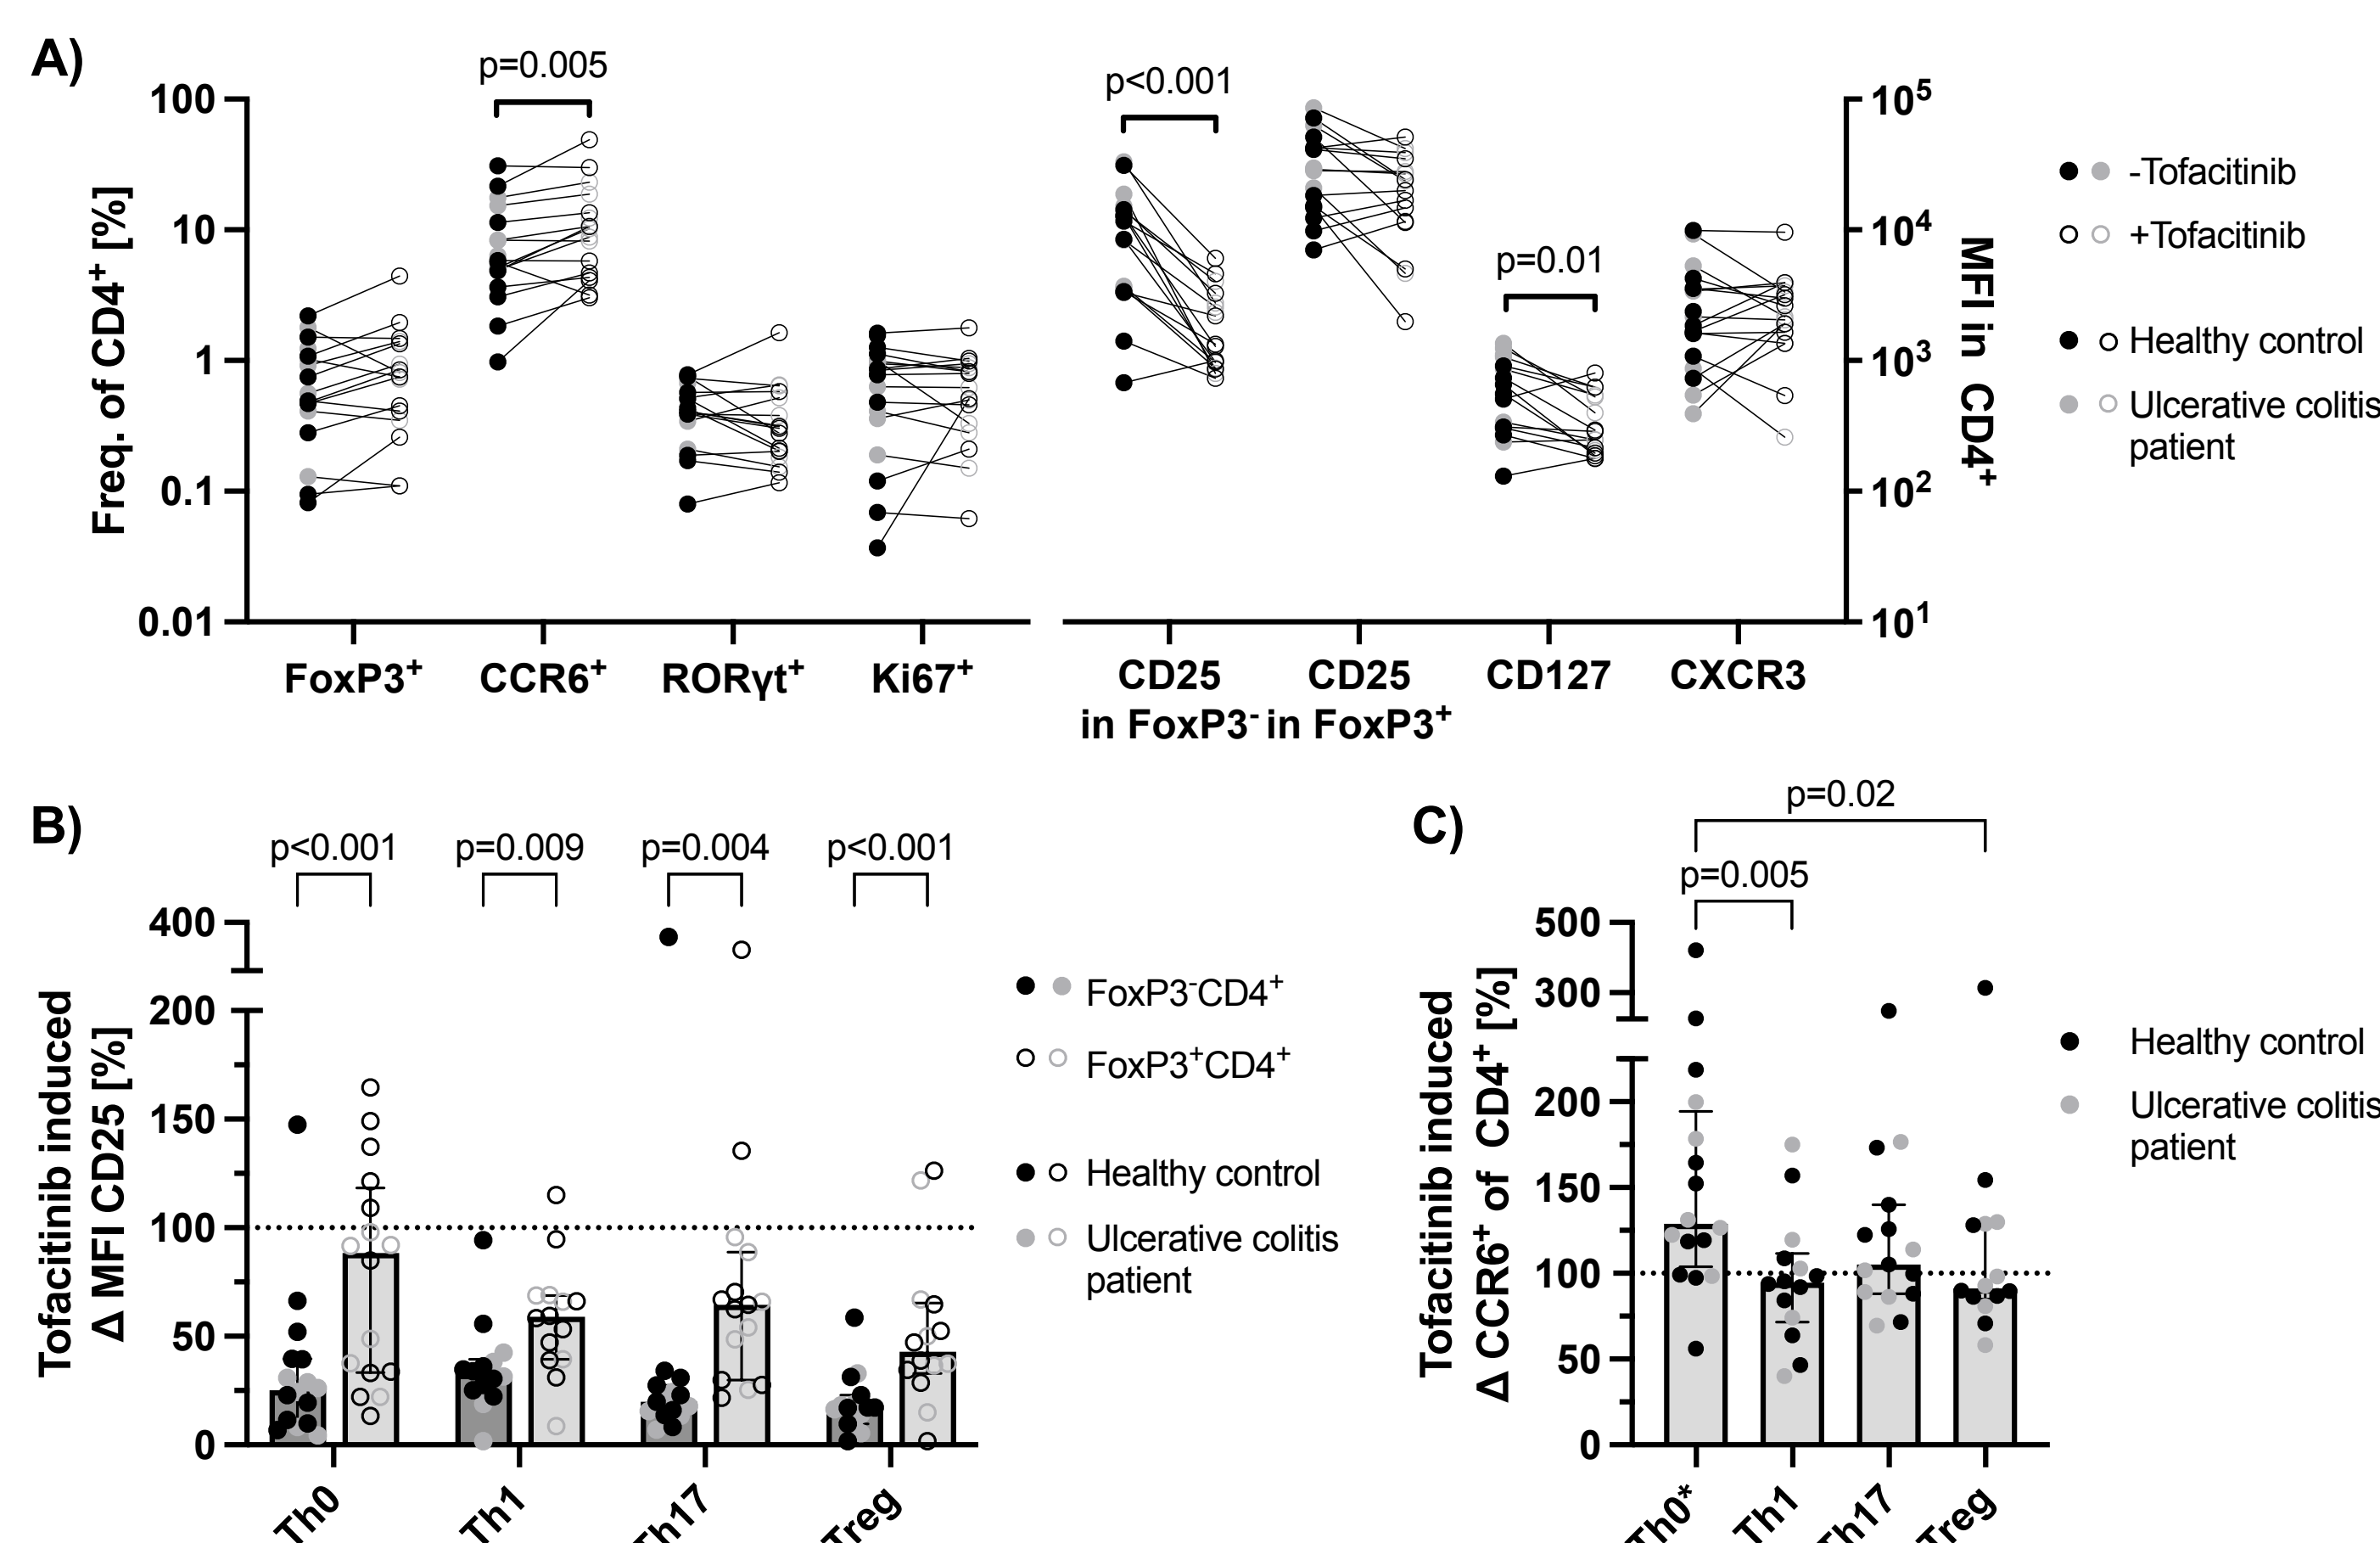 A)
p=0.005
p<0.001
p=0.01
100
10
1
0.1
0.01
Freq. of CD4⁺ [%]
10⁵
10⁴
10³
10²
10¹
MFI in CD4⁺
FoxP3⁺
CCR6⁺
RORγt⁺
Ki67⁺
CD25
in FoxP3⁻
CD25
in FoxP3⁺
CD127
CXCR3
-Tofacitinib
+Tofacitinib
Healthy control
Ulcerative colitis
patient
B)
p<0.001
p=0.009
p=0.004
p<0.001
400
200
150
100
50
0
Tofacitinib induced
Δ MFI CD25 [%]
Th0
Th1
Th17
Treg
FoxP3⁻CD4⁺
FoxP3⁺CD4⁺
Healthy control
Ulcerative colitis
patient
C)
p=0.02
p=0.005
500
300
200
150
100
50
0
Tofacitinib induced
Δ CCR6⁺ of CD4⁺ [%]
Th0*
Th1
Th17
Treg
Healthy control
Ulcerative colitis
patient